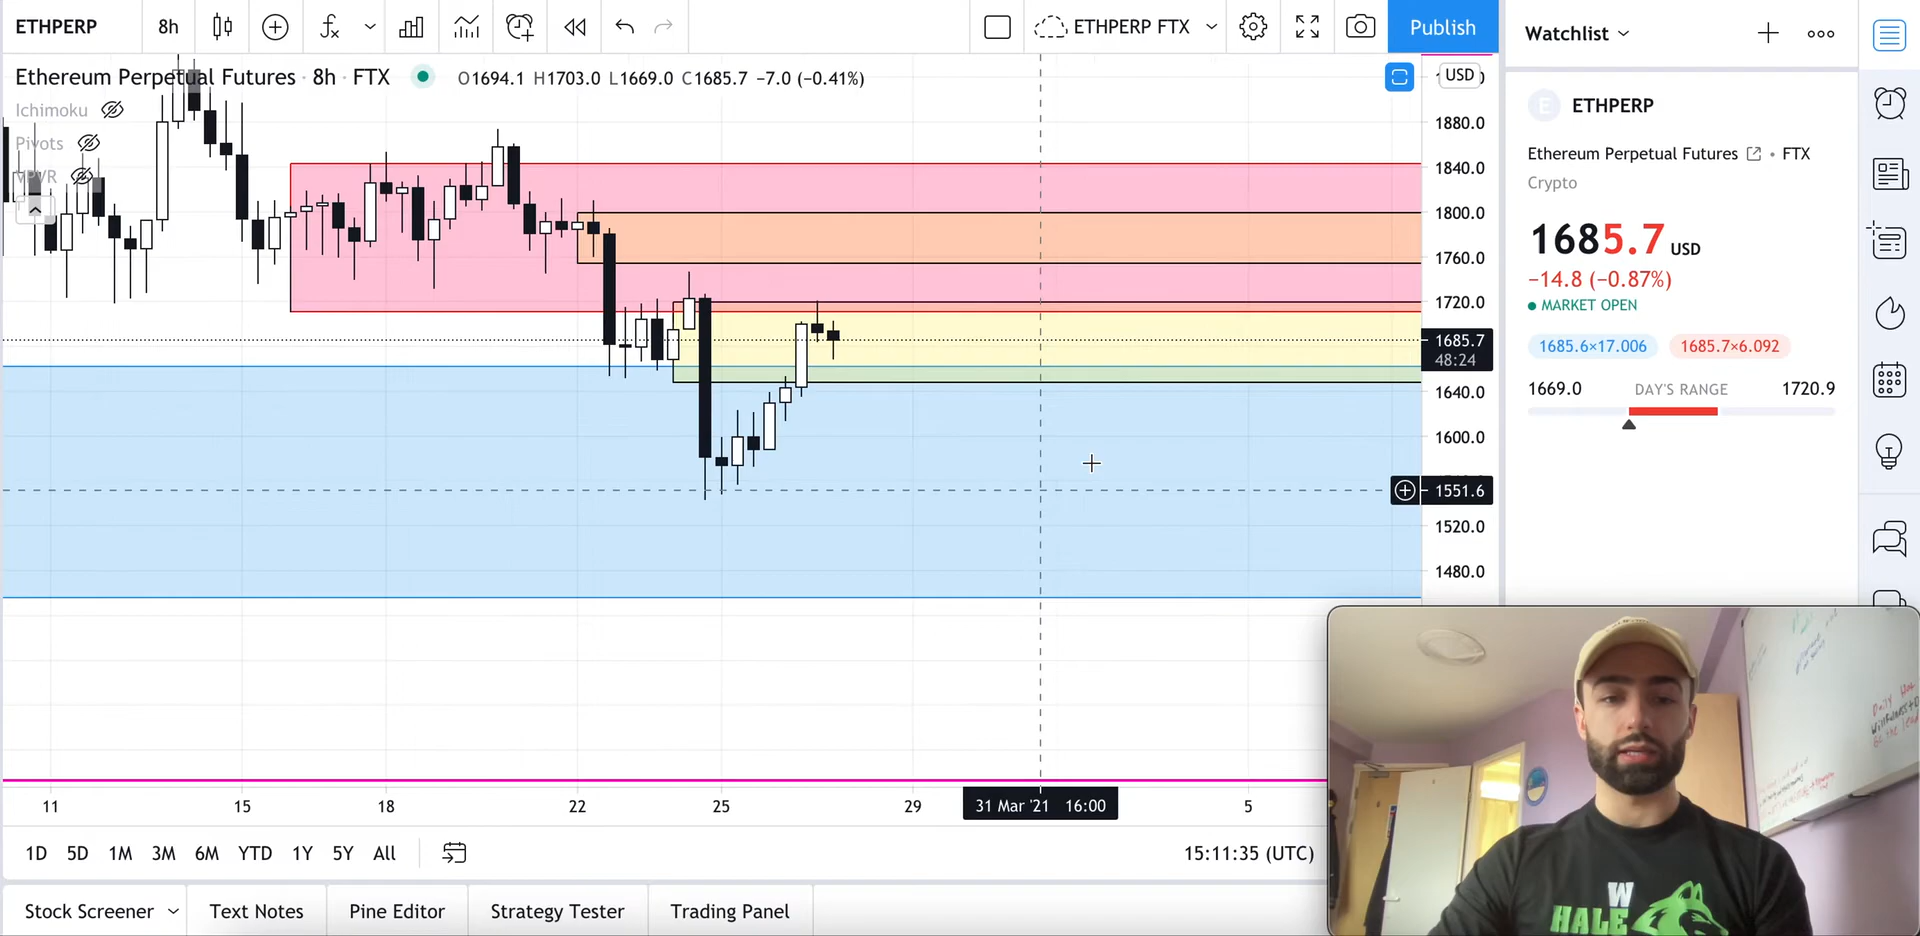 ETHPERP
8h
ETHPERP FTX
Publish
Watchlist
Ethereum Perpetual Futures · 8h · FTX
O1694.1 H1703.0 L1669.0 C1685.7 −7.0 (−0.41%)
USD
Ichimoku
Pivots
VPVR
1880.0
1840.0
1800.0
1760.0
1720.0
1685.7
48:24
1640.0
1600.0
1551.6
1520.0
1480.0
E
ETHPERP
Ethereum Perpetual Futures • FTX
Crypto
1685.7 USD
−14.8 (−0.87%)
MARKET OPEN
1685.6×17.006
1685.7×6.092
1669.0 DAY'S RANGE 1720.9
11
15
18
22
25
29
31 Mar '21 16:00
5
1D 5D 1M 3M 6M YTD 1Y 5Y All
15:11:35 (UTC)
Stock Screener
Text Notes
Pine Editor
Strategy Tester
Trading Panel
W
HALE